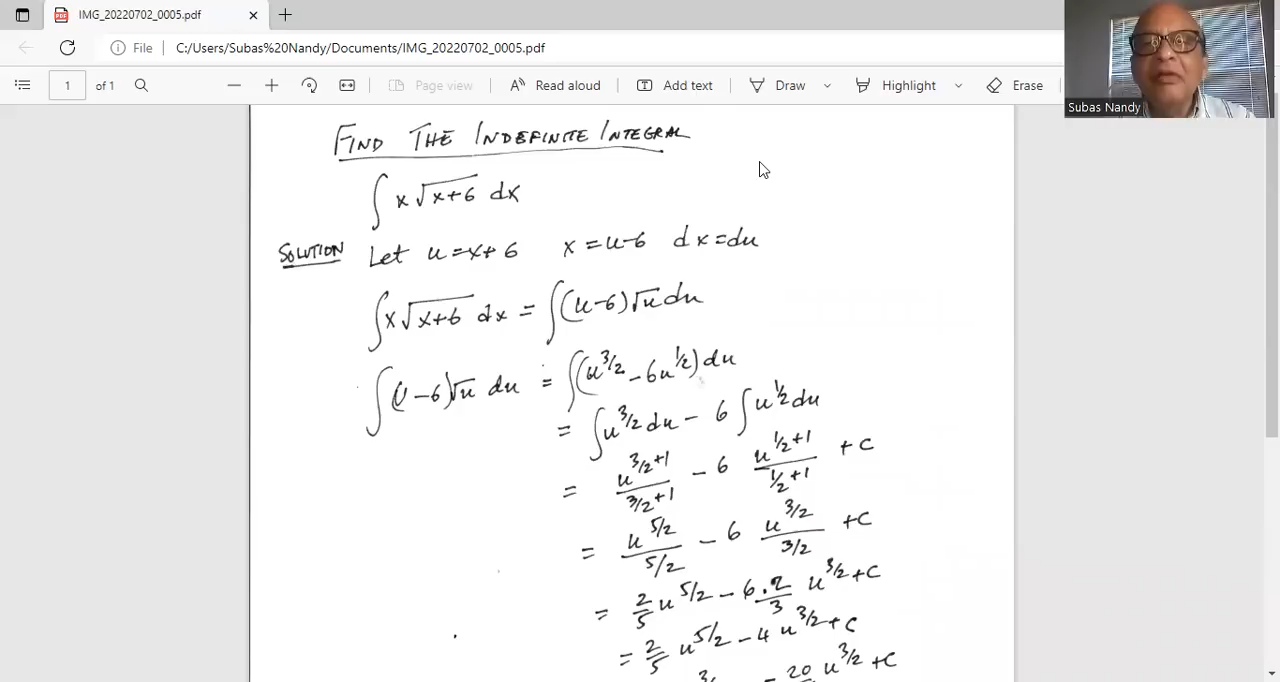 IMG_20220702_0005.pdf
File C:/Users/Subas%20Nandy/Documents/IMG_20220702_0005.pdf
1 of 1 Page view Read aloud Add text Draw Highlight Erase
Subas Nandy
FIND THE INDEFINITE INTEGRAL
∫ x √x+6 dx
SOLUTION Let u = x+6 x = u-6 dx = du
∫ x √x+6 dx = ∫ (u-6) √u du
∫ ( -6) √u du = ∫ (u^3/2 - 6u^1/2) du
= ∫ u^3/2 du - 6 ∫ u^1/2 du
= u^3/2+1 / 3/2+1 - 6 u^1/2+1 / 1/2+1 + C
= u^5/2 / 5/2 - 6 u^3/2 / 3/2 + C
= 2/5 u^5/2 - 6.2/3 u^3/2 + C
= 2/5 u^5/2 - 4 u^3/2 + C
- 20 u^3/2 + C